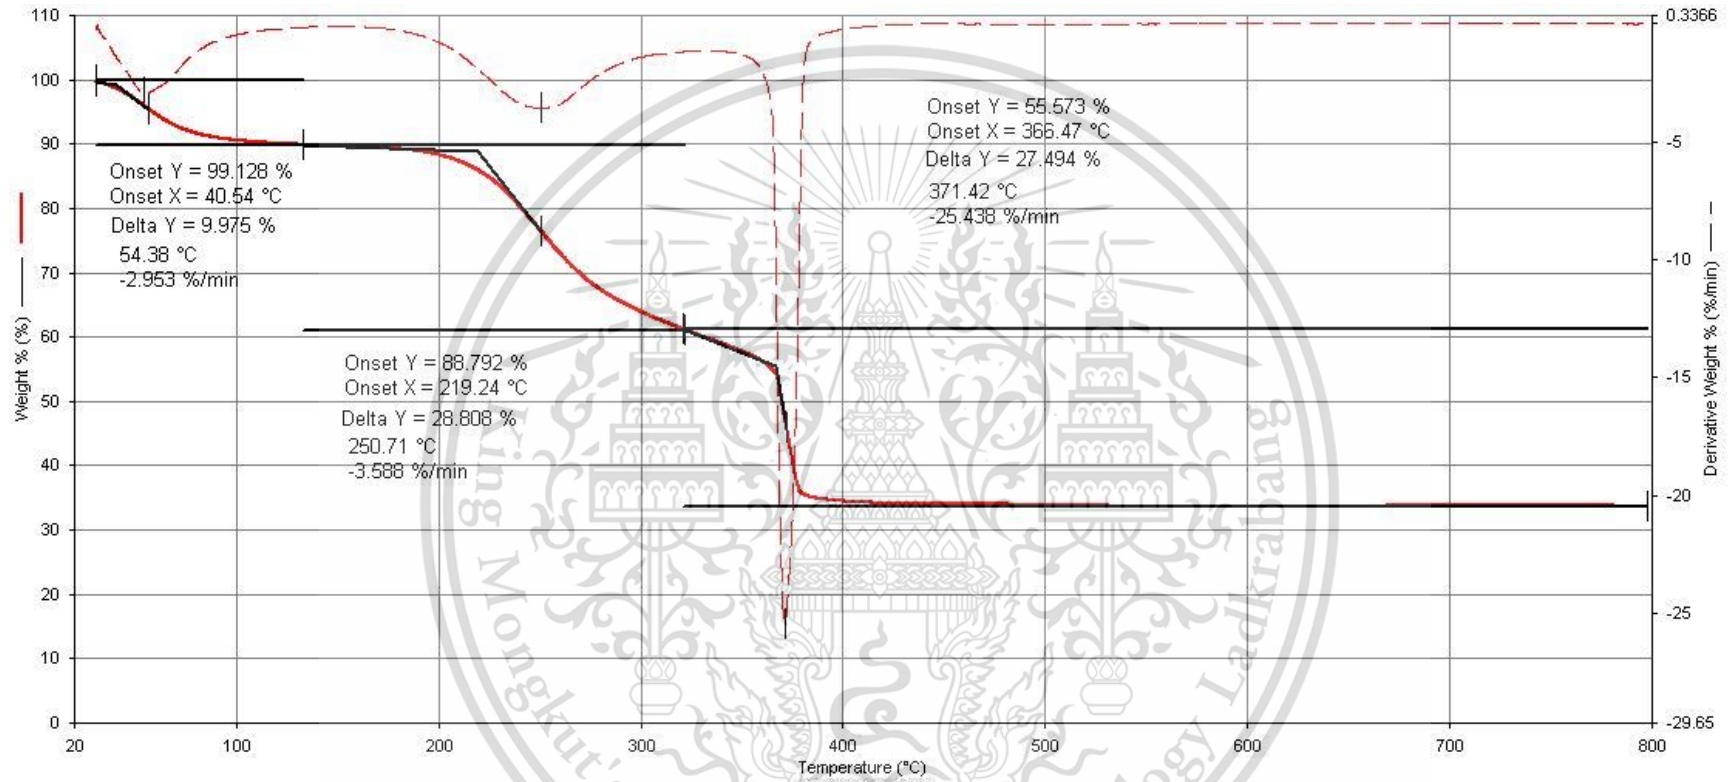 110
100
90
80
70
60
50
40
30
20
10
0
Weight % (%)
0.3366
-5
-10
-15
-20
-25
-29.65
Derivative Weight % (%/min)
Onset Y = 99.128 %
Onset X = 40.54 °C
Delta Y = 9.975 %
54.38 °C
-2.953 %/min
Onset Y = 88.792 %
Onset X = 219.24 °C
Delta Y = 28.808 %
250.71 °C
-3.588 %/min
Onset Y = 55.573 %
Onset X = 366.47 °C
Delta Y = 27.494 %
371.42 °C
-25.438 %/min
20 100 200 300 400 500 600 700 800
Temperature (°C)
King Mongkut's
Ladkrabang